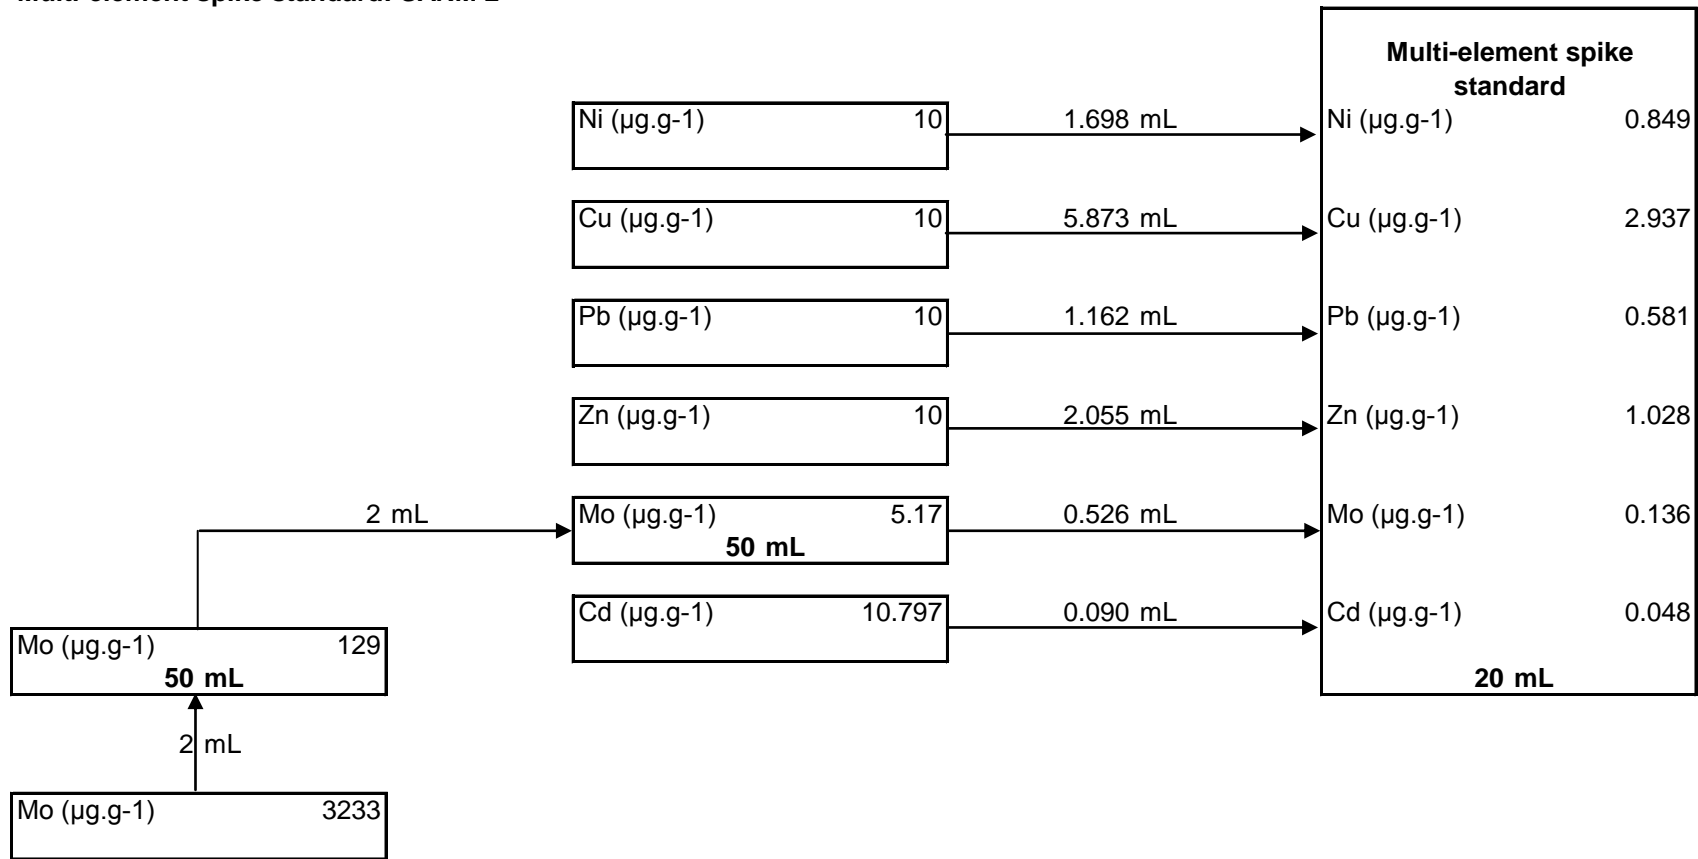 Multi-element spike
standard
Ni (µg.g-1) 10 1.698 mL Ni (µg.g-1) 0.849
Cu (µg.g-1) 10 5.873 mL Cu (µg.g-1) 2.937
Pb (µg.g-1) 10 1.162 mL Pb (µg.g-1) 0.581
Zn (µg.g-1) 10 2.055 mL Zn (µg.g-1) 1.028
2 mL Mo (µg.g-1) 5.17 0.526 mL Mo (µg.g-1) 0.136
50 mL
Cd (µg.g-1) 10.797 0.090 mL Cd (µg.g-1) 0.048
Mo (µg.g-1) 129
50 mL 20 mL
2 mL
Mo (µg.g-1) 3233